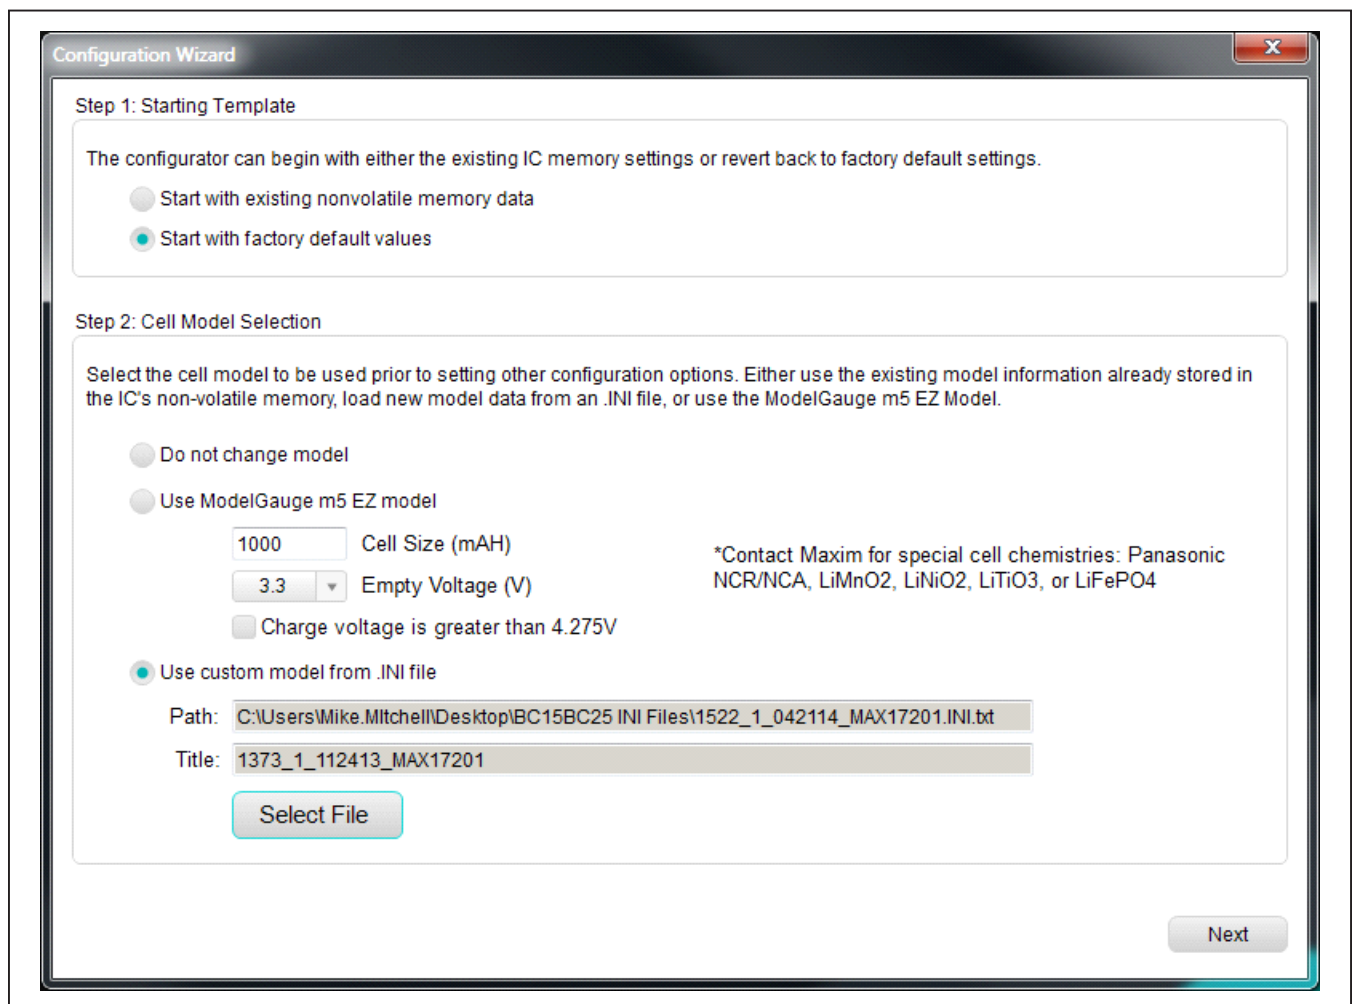 Configuration Wizard
X
Step 1: Starting Template
The configurator can begin with either the existing IC memory settings or revert back to factory default settings.
Start with existing nonvolatile memory data
Start with factory default values
Step 2: Cell Model Selection
Select the cell model to be used prior to setting other configuration options. Either use the existing model information already stored in
the IC's non-volatile memory, load new model data from an .INI file, or use the ModelGauge m5 EZ Model.
Do not change model
Use ModelGauge m5 EZ model
1000 Cell Size (mAH)
3.3 Empty Voltage (V)
*Contact Maxim for special cell chemistries: Panasonic
NCR/NCA, LiMnO2, LiNiO2, LiTiO3, or LiFePO4
Charge voltage is greater than 4.275V
Use custom model from .INI file
Path: C:\Users\Mike.MItchell\Desktop\BC15BC25 INI Files\1522_1_042114_MAX17201.INI.txt
Title: 1373_1_112413_MAX17201
Select File
Next